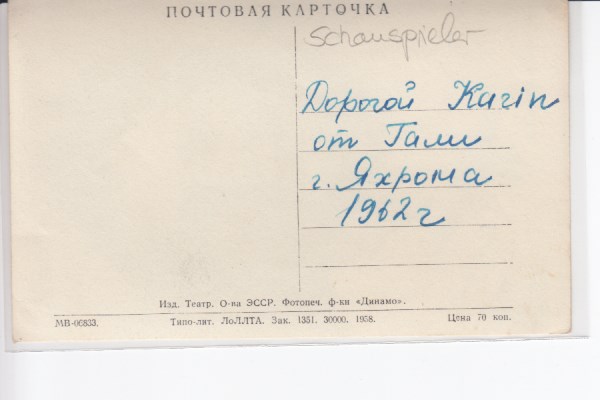 ПОЧТОВАЯ КАРТОЧКА
Schauspieler
Дорогой Karin
от Гали
г. Яхрома
1962 г
Изд. Театр. О-ва ЭССР. Фотопеч. ф-ки «Динамо».
МВ-06833. Типо-лит. ЛоЛЛТА. Зак. 1351. 30000. 1958. Цена 70 коп.